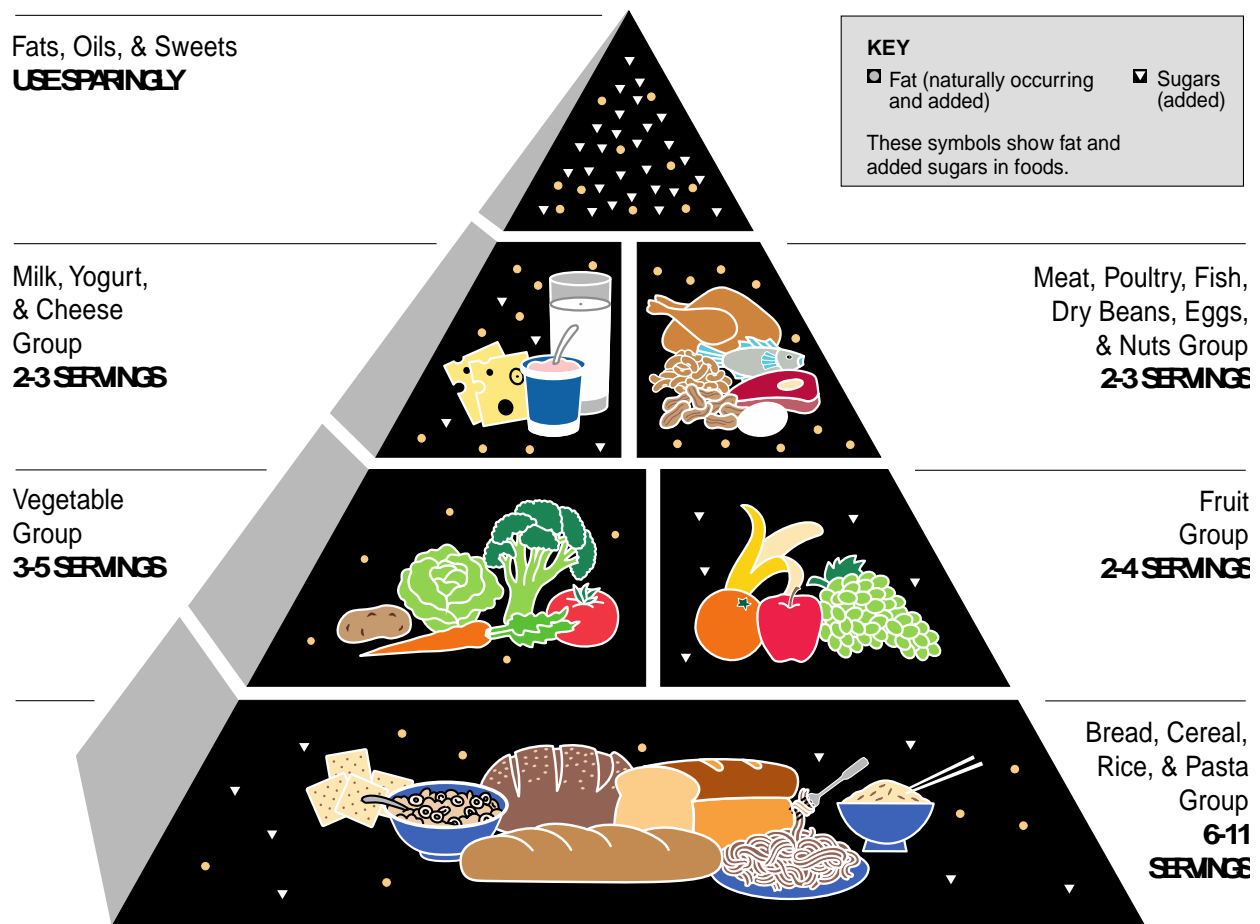 Fats, Oils, & Sweets
USE SPARINGLY
KEY
Fat (naturally occurring
and added)
Sugars
(added)
These symbols show fat and
added sugars in foods.
Milk, Yogurt,
& Cheese
Group
2-3 SERVINGS
Meat, Poultry, Fish,
Dry Beans, Eggs,
& Nuts Group
2-3 SERVINGS
Vegetable
Group
3-5 SERVINGS
Fruit
Group
2-4 SERVINGS
Bread, Cereal,
Rice, & Pasta
Group
6-11
SERVINGS